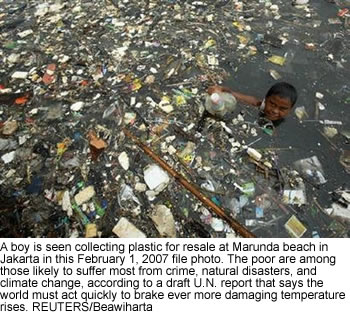 A boy is seen collecting plastic for resale at Marunda beach in
Jakarta in this February 1, 2007 file photo. The poor are among
those likely to suffer most from crime, natural disasters, and
climate change, according to a draft U.N. report that says the
world must act quickly to brake ever more damaging temperature
rises. REUTERS/Beawiharta